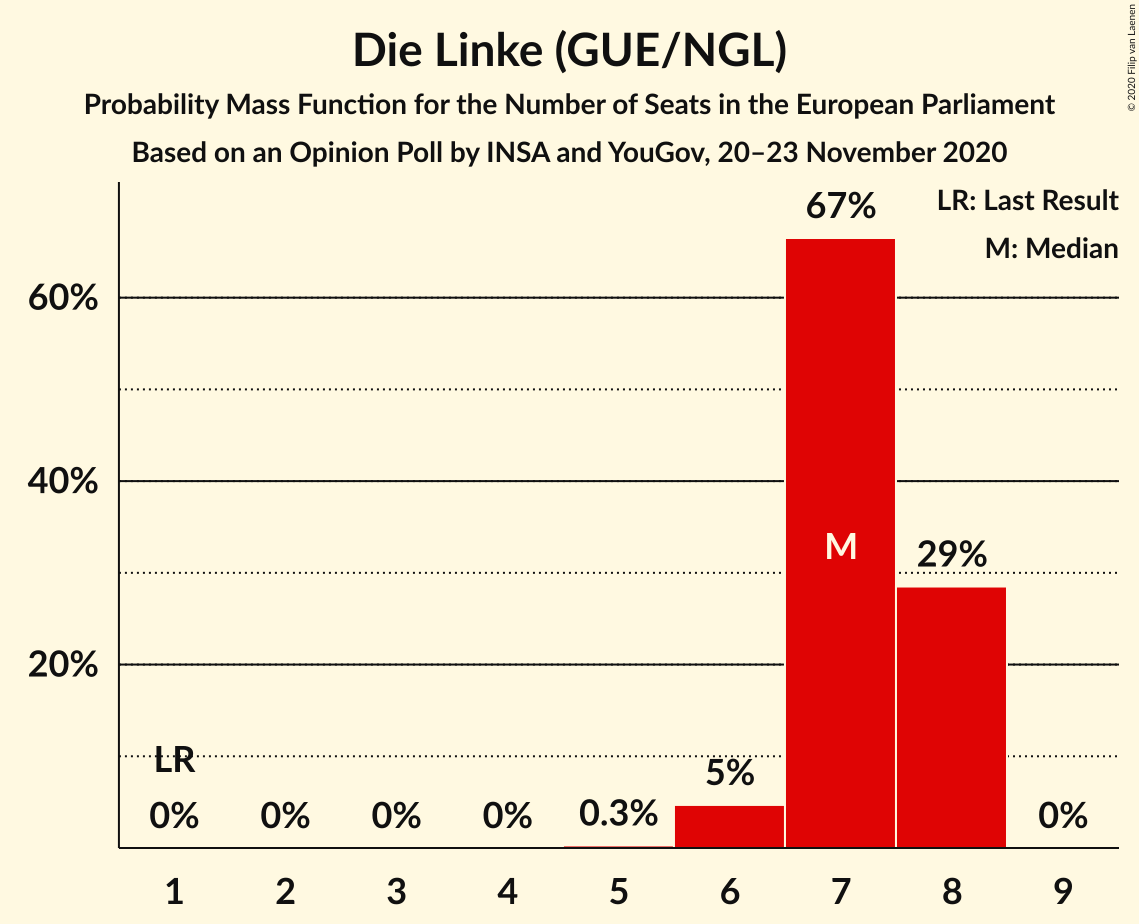 Die Linke (GUE/NGL)
Probability Mass Function for the Number of Seats in the European Parliament
Based on an Opinion Poll by INSA and YouGov, 20–23 November 2020
© 2020 Filip van Laenen
LR: Last Result
M: Median
67%
60%
40%
M
29%
20%
LR
5%
0% 0% 0% 0% 0.3% 0%
1 2 3 4 5 6 7 8 9